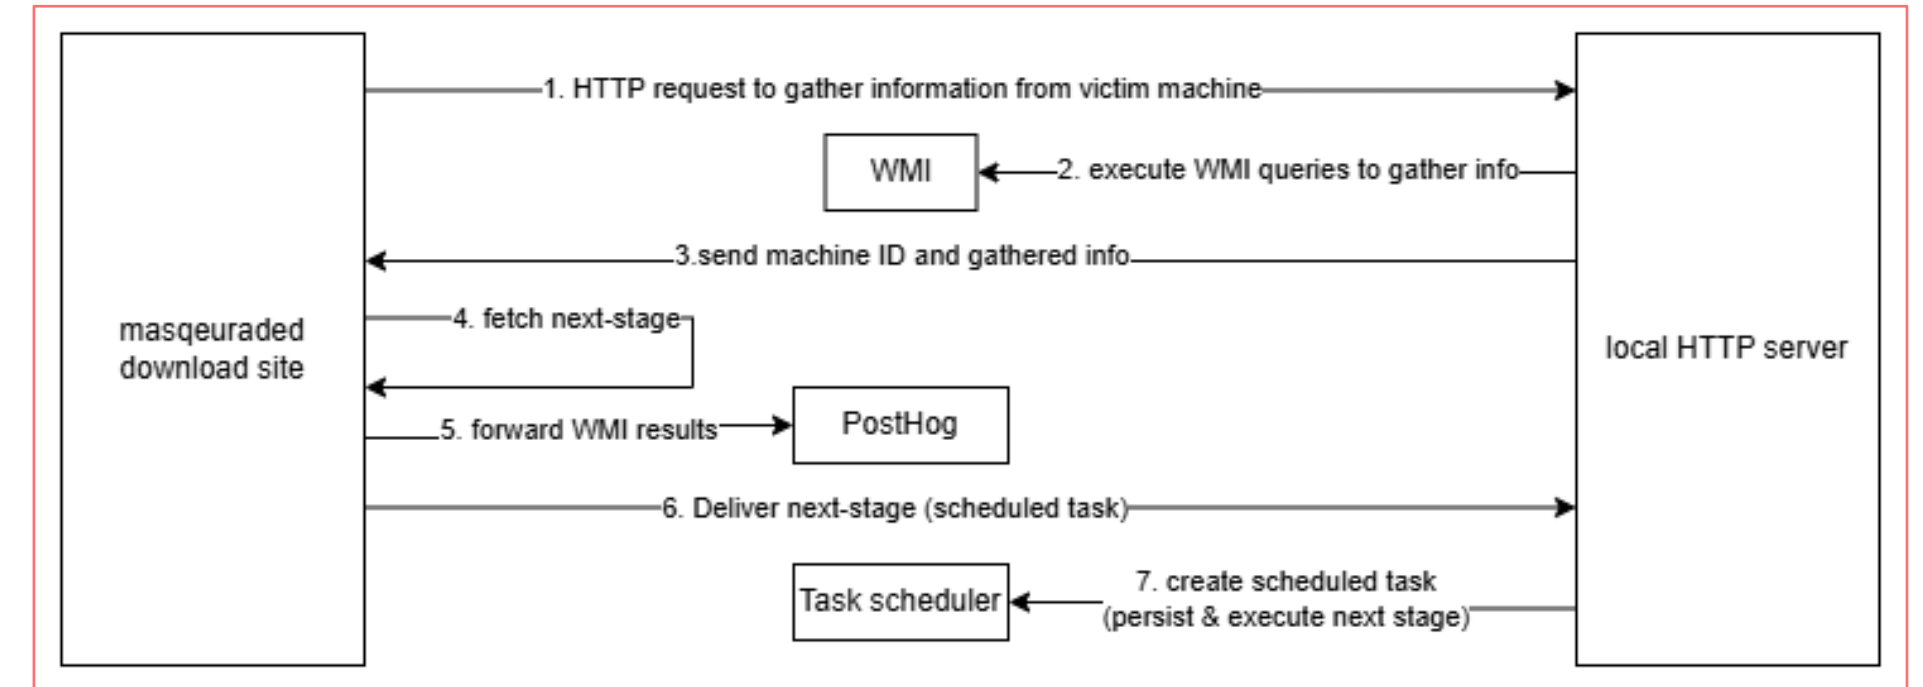 1. HTTP request to gather information from victim machine
WMI
2. execute WMI queries to gather info
3.send machine ID and gathered info
4. fetch next-stage
masqeuraded
download site
local HTTP server
5. forward WMI results
PostHog
6. Deliver next-stage (scheduled task)
Task scheduler
7. create scheduled task
(persist & execute next stage)